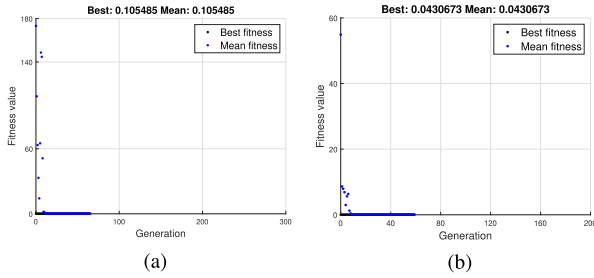 Best: 0.105485 Mean: 0.105485
180
140
60
0
Fitness value
Best fitness
Mean fitness
0
100
200
300
Generation
(a)
Best: 0.0430673 Mean: 0.0430673
60
40
20
0
Fitness value
Best fitness
Mean fitness
0
40
80
120
160
200
Generation
(b)